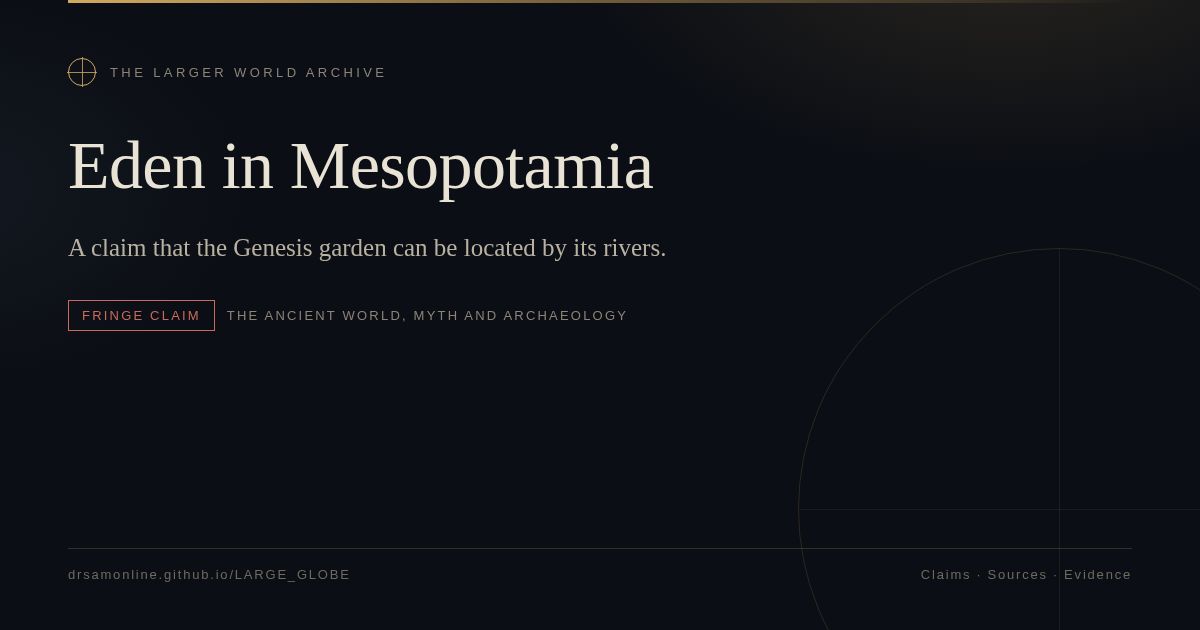 THE LARGER WORLD ARCHIVE
Eden in Mesopotamia
A claim that the Genesis garden can be located by its rivers.
FRINGE CLAIM THE ANCIENT WORLD, MYTH AND ARCHAEOLOGY
drsamonline.github.io/LARGE_GLOBE Claims · Sources · Evidence